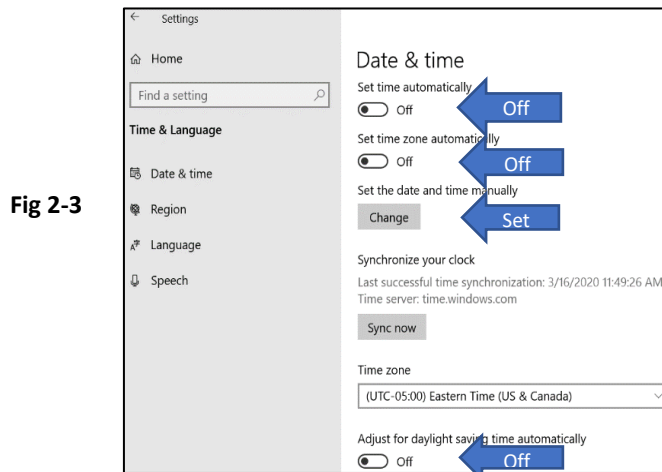 Settings
Home
Find a setting
Time & Language
Date & time
Region
Language
Speech
Fig 2-3
Date & time
Set time automatically
Off
Off
Set time zone automatically
Off
Off
Set the date and time manually
Change
Set
Synchronize your clock
Last successful time synchronization: 3/16/2020 11:49:26 AM
Time server: time.windows.com
Sync now
Time zone
(UTC-05:00) Eastern Time (US & Canada)
Adjust for daylight saving time automatically
Off
Off